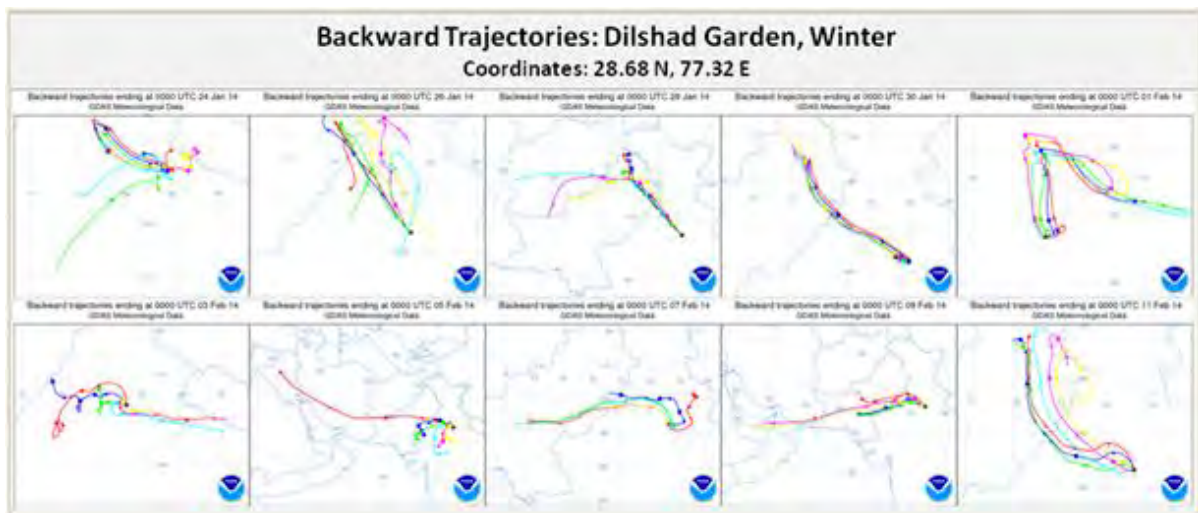 Backward Trajectories: Dilshad Garden, Winter
Coordinates: 28.68 N, 77.32 E
Backward trajectories ending at 0000 UTC 24 Jan 14
GDAS Meteorological Data
Backward trajectories ending at 0000 UTC 26 Jan 14
GDAS Meteorological Data
Backward trajectories ending at 0000 UTC 28 Jan 14
GDAS Meteorological Data
Backward trajectories ending at 0000 UTC 30 Jan 14
GDAS Meteorological Data
Backward trajectories ending at 0000 UTC 01 Feb 14
GDAS Meteorological Data
Backward trajectories ending at 0000 UTC 03 Feb 14
GDAS Meteorological Data
Backward trajectories ending at 0000 UTC 05 Feb 14
GDAS Meteorological Data
Backward trajectories ending at 0000 UTC 07 Feb 14
GDAS Meteorological Data
Backward trajectories ending at 0000 UTC 09 Feb 14
GDAS Meteorological Data
Backward trajectories ending at 0000 UTC 11 Feb 14
GDAS Meteorological Data